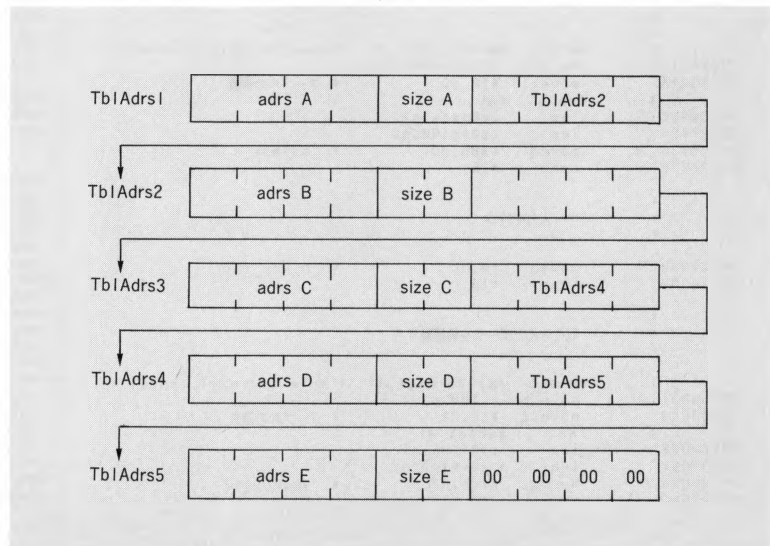 TblAdrs1 adrs A size A TblAdrs2
TblAdrs2 adrs B size B
TblAdrs3 adrs C size C TblAdrs4
TblAdrs4 adrs D size D TblAdrs5
TblAdrs5 adrs E size E 00 00 00 00